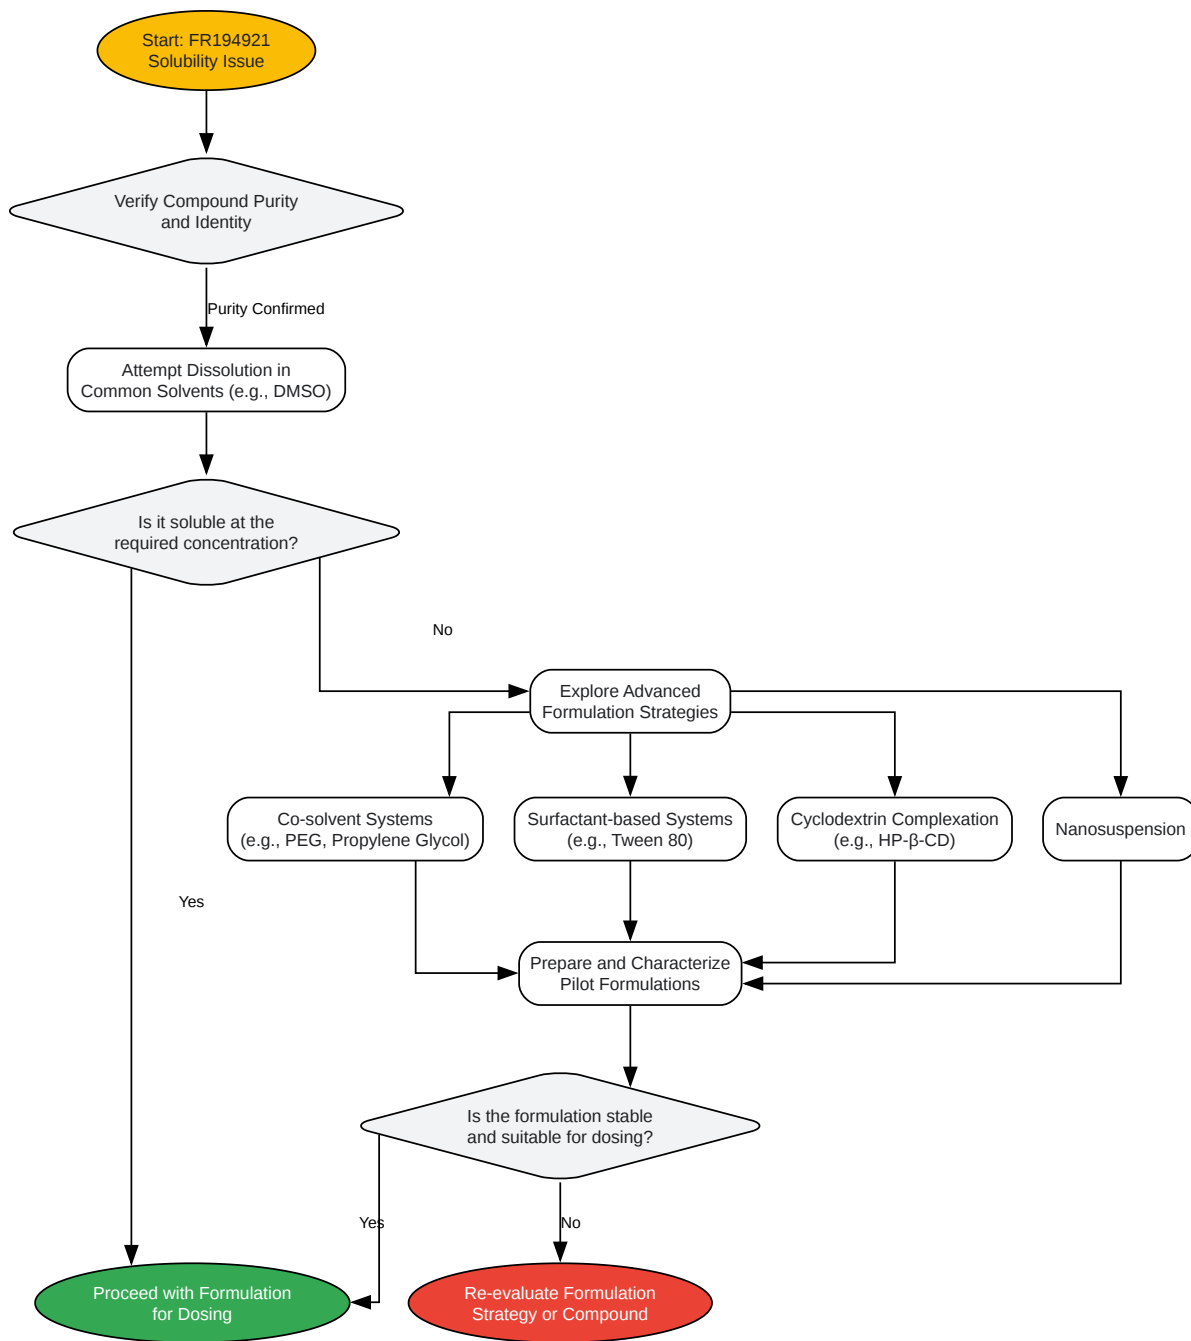 Start: FR194921
Solubility Issue
Verify Compound Purity
and Identity
Purity Confirmed
Attempt Dissolution in
Common Solvents (e.g., DMSO)
Is it soluble at the
required concentration?
No
Explore Advanced
Formulation Strategies
Co-solvent Systems
(e.g., PEG, Propylene Glycol)
Surfactant-based Systems
(e.g., Tween 80)
Cyclodextrin Complexation
(e.g., HP-β-CD)
Nanosuspension
Yes
Prepare and Characterize
Pilot Formulations
Is the formulation stable
and suitable for dosing?
Yes
No
Proceed with Formulation
for Dosing
Re-evaluate Formulation
Strategy or Compound